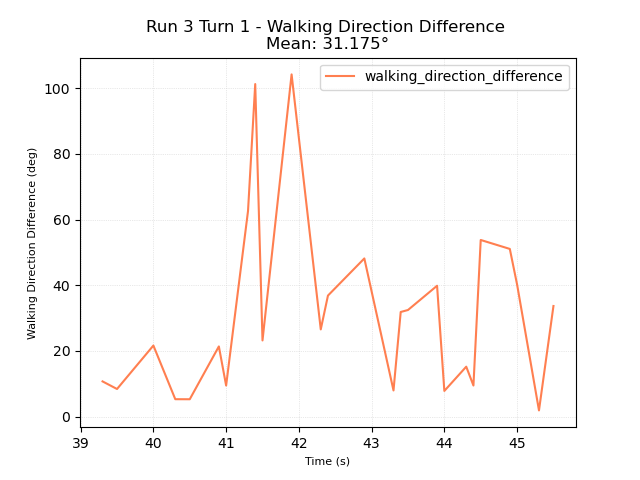 Run 3 Turn 1 - Walking Direction Difference
Mean: 31.175°
walking_direction_difference
100
80
60
40
20
0
Walking Direction Difference (deg)
39 40 41 42 43 44 45
Time (s)